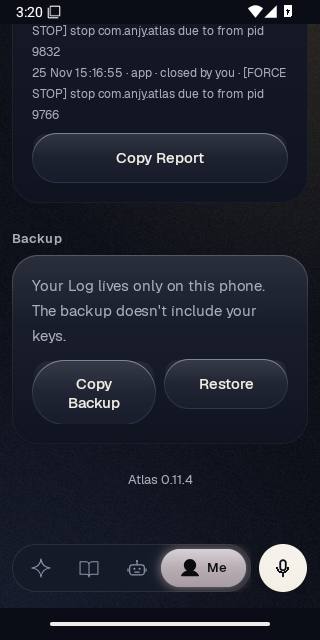 3:20
STOP] stop com.anjy.atlas due to from pid
9832
25 Nov 15:16:55 · app · closed by you · [FORCE
STOP] stop com.anjy.atlas due to from pid
9766
Copy Report
Backup
Your Log lives only on this phone.
The backup doesn't include your
keys.
Copy
Backup
Restore
Atlas 0.11.4
Me